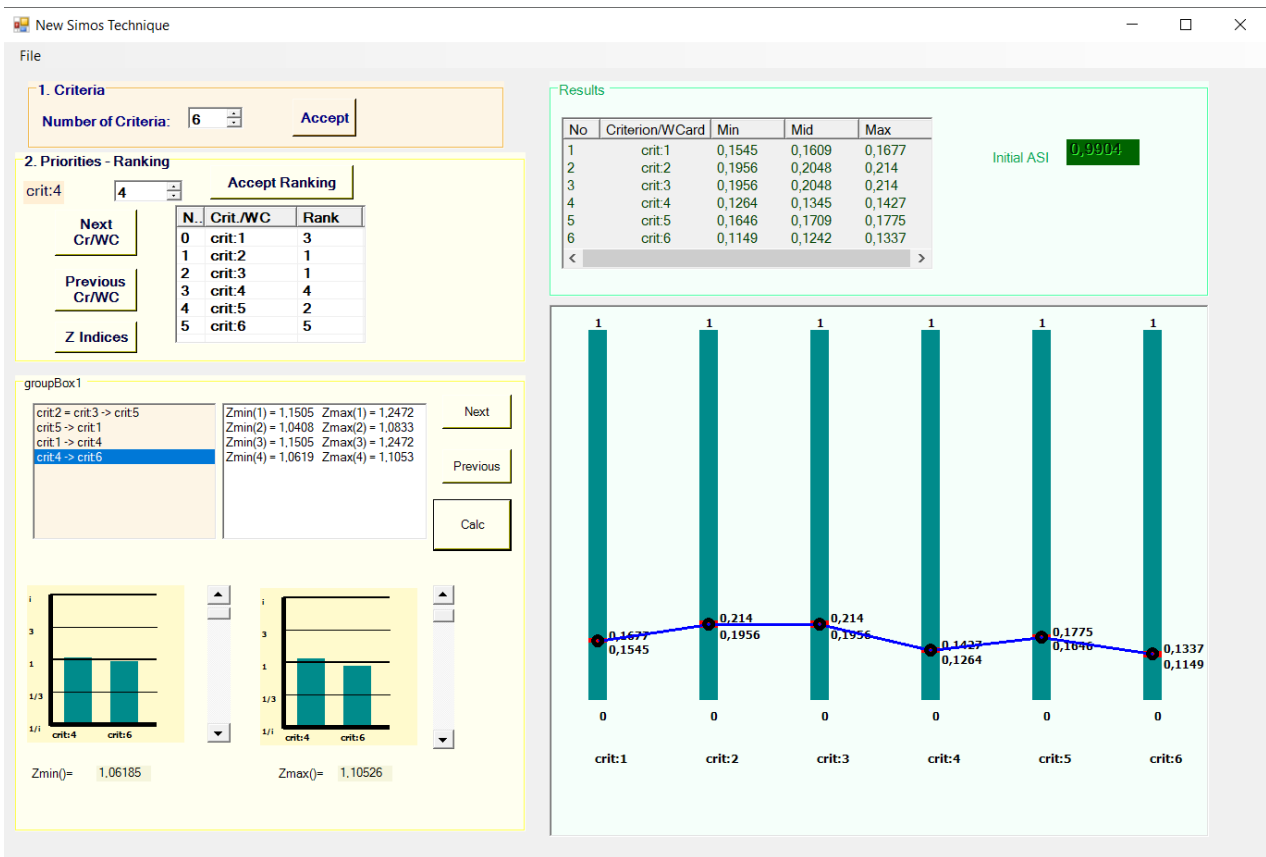 New Simos Technique
File
1. Criteria
Number of Criteria: 6 Accept
2. Priorities - Ranking
crit:4 4 Accept Ranking
Next Cr/WC
Previous Cr/WC
Z Indices
N.. Crit./WC Rank
0 crit:1 3
1 crit:2 1
2 crit:3 1
3 crit:4 4
4 crit:5 2
5 crit:6 5
groupBox1
crit:2 = crit:3 -> crit:5
crit:5 -> crit:1
crit:1 -> crit:4
crit:4 -> crit:6
Zmin(1) = 1,1505 Zmax(1) = 1,2472
Zmin(2) = 1,0408 Zmax(2) = 1,0833
Zmin(3) = 1,1505 Zmax(3) = 1,2472
Zmin(4) = 1,0619 Zmax(4) = 1,1053
Next
Previous
Calc
i
3
1
1/3
1/i
crit:4 crit:6
i
3
1
1/3
1/i
crit:4 crit:6
Zmin()= 1,06185
Zmax()= 1,10526
Results
No Criterion/WCard Min Mid Max
1 crit:1 0,1545 0,1609 0,1677
2 crit:2 0,1956 0,2048 0,214
3 crit:3 0,1956 0,2048 0,214
4 crit:4 0,1264 0,1345 0,1427
5 crit:5 0,1646 0,1709 0,1775
6 crit:6 0,1149 0,1242 0,1337
Initial ASI 0,9904
1 1 1 1 1 1
0,1677
0,1545
0,214
0,1956
0,214
0,1956
0,1427
0,1264
0,1775
0,1646
0,1337
0,1149
0 0 0 0 0 0
crit:1 crit:2 crit:3 crit:4 crit:5 crit:6